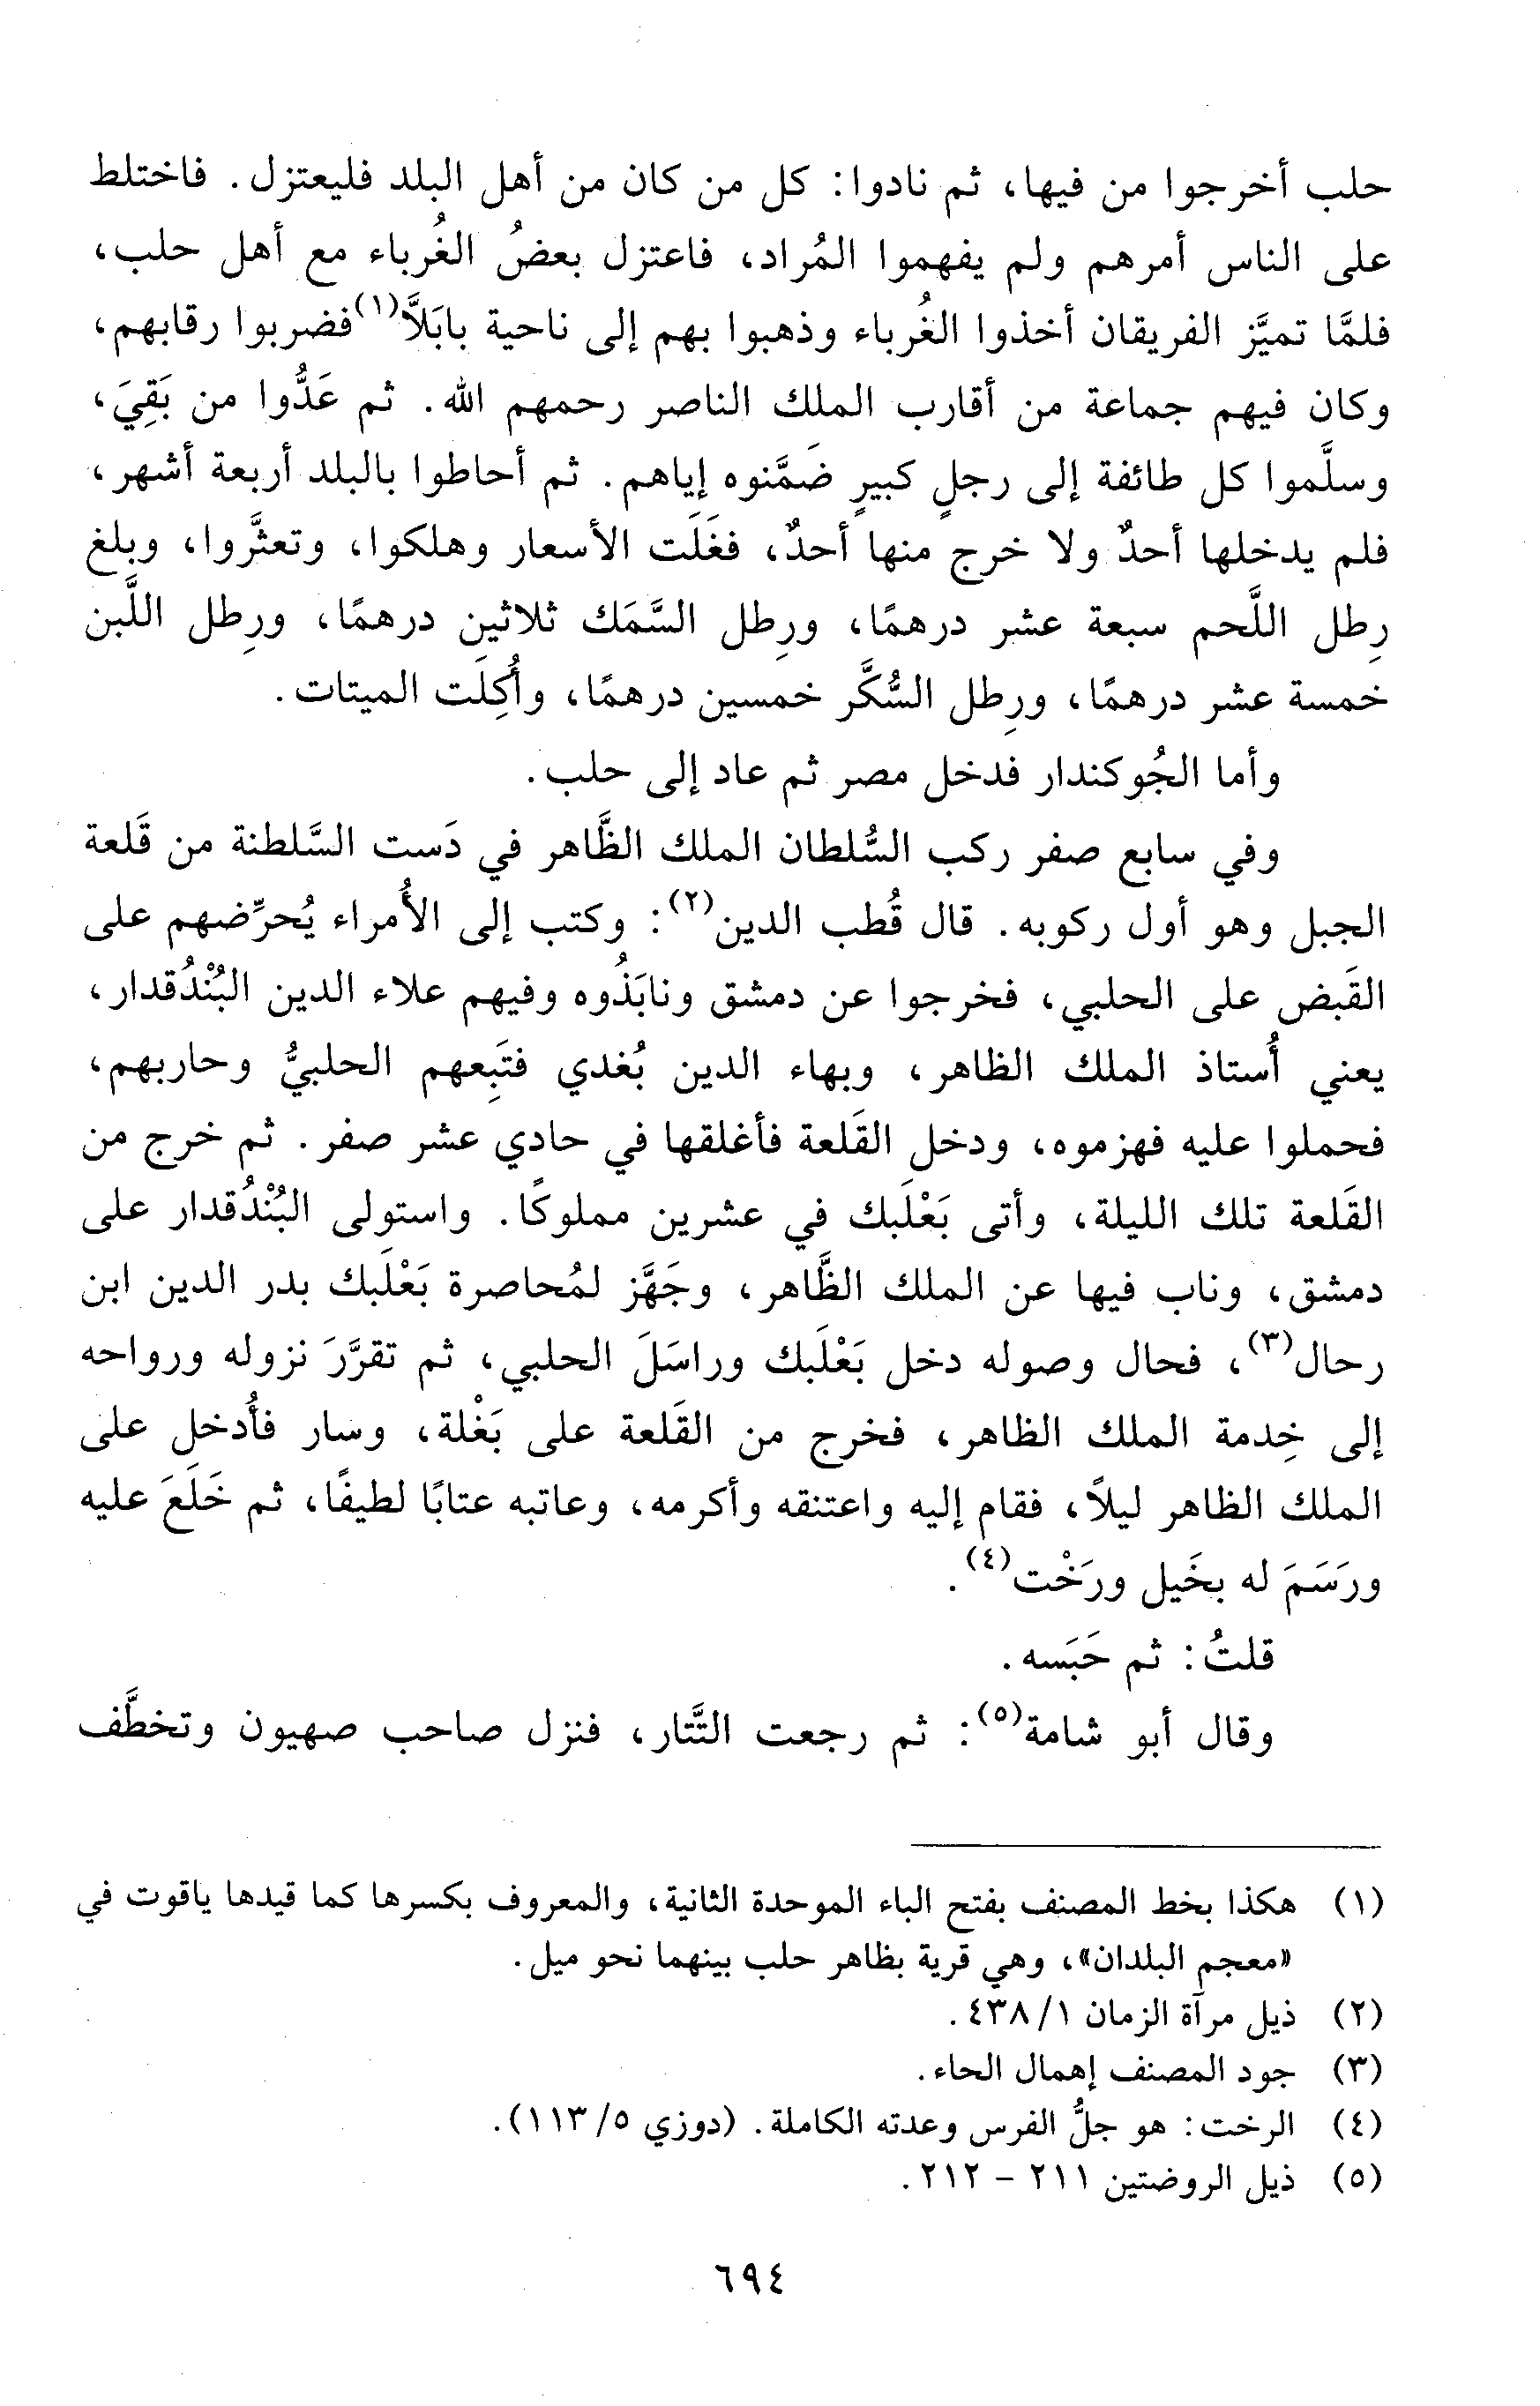 حلب أخرجوا من فيها، ثم نادوا: كل من كان من أهل البلد فليعتزل. فاختلط
على الناس أمرهم ولم يفهموا المُراد، فاعتزل بعضُ الغُرباء مع أهل حلب،
فلمَّا تميَّز الفريقان أخذوا الغُرباء وذهبوا بهم إلى ناحية بابَلاَّ(١) فضربوا رقابهم،
وكان فيهم جماعة من أقارب الملك الناصر رحمهم الله. ثم عَدُّوا من بَقِيَ،
وسلَّموا كل طائفة إلى رجلٍ كبيرٍ ضَمَّنوه إياهم. ثم أحاطوا بالبلد أربعة أشهر،
فلم يدخلها أحدٌ ولا خرج منها أحدٌ، فغَلَت الأسعار وهلكوا، وتعثَّروا، وبلغ
رِطل اللَّحم سبعة عشر درهمًا، ورِطل السَّمَك ثلاثين درهمًا، ورِطل اللَّبن
خمسة عشر درهمًا، ورِطل السُّكَّر خمسين درهمًا، وأُكِلَت الميتات.
وأما الجُوكندار فدخل مصر ثم عاد إلى حلب.
وفي سابع صفر ركب السُّلطان الملك الظَّاهر في دَست السَّلطنة من قَلعة
الجبل وهو أول ركوبه. قال قُطب الدين(٢): وكتب إلى الأُمراء يُحرِّضهم على
القَبض على الحلبي، فخرجوا عن دمشق ونابَذُوه وفيهم علاء الدين البُنْدُقدار،
يعني أُستاذ الملك الظاهر، وبهاء الدين بُغدي فتَبِعهم الحلبيُّ وحاربهم،
فحملوا عليه فهزموه، ودخل القَلعة فأغلقها في حادي عشر صفر. ثم خرج من
القَلعة تلك الليلة، وأتى بَعْلَبك في عشرين مملوكًا. واستولى البُنْدُقدار على
دمشق، وناب فيها عن الملك الظَّاهر، وجَهَّز لمُحاصرة بَعْلَبك بدر الدين ابن
رحال(٣)، فحال وصوله دخل بَعْلَبك وراسَلَ الحلبي، ثم تقرَّرَ نزوله ورواحه
إلى خِدمة الملك الظاهر، فخرج من القَلعة على بَغْلة، وسار فأُدخل على
الملك الظاهر ليلاً، فقام إليه واعتنقه وأكرمه، وعاتبه عتابًا لطيفًا، ثم خَلَعَ عليه
ورَسَمَ له بخَيل ورَخْت(٤).
قلتُ: ثم حَبَسه.
وقال أبو شامة(٥): ثم رجعت التَّتار، فنزل صاحب صهيون وتخطَّف
(١) هكذا بخط المصنف بفتح الباء الموحدة الثانية، والمعروف بكسرها كما قيدها ياقوت في
«معجم البلدان»، وهي قرية بظاهر حلب بينهما نحو ميل.
(٢) ذيل مرآة الزمان ١/ ٤٣٨.
(٣) جود المصنف إهمال الحاء.
(٤) الرخت: هو جلُّ الفرس وعدته الكاملة. (دوزي ٥/ ١١٣).
(٥) ذيل الروضتين ٢١١ - ٢١٢.
٦٩٤